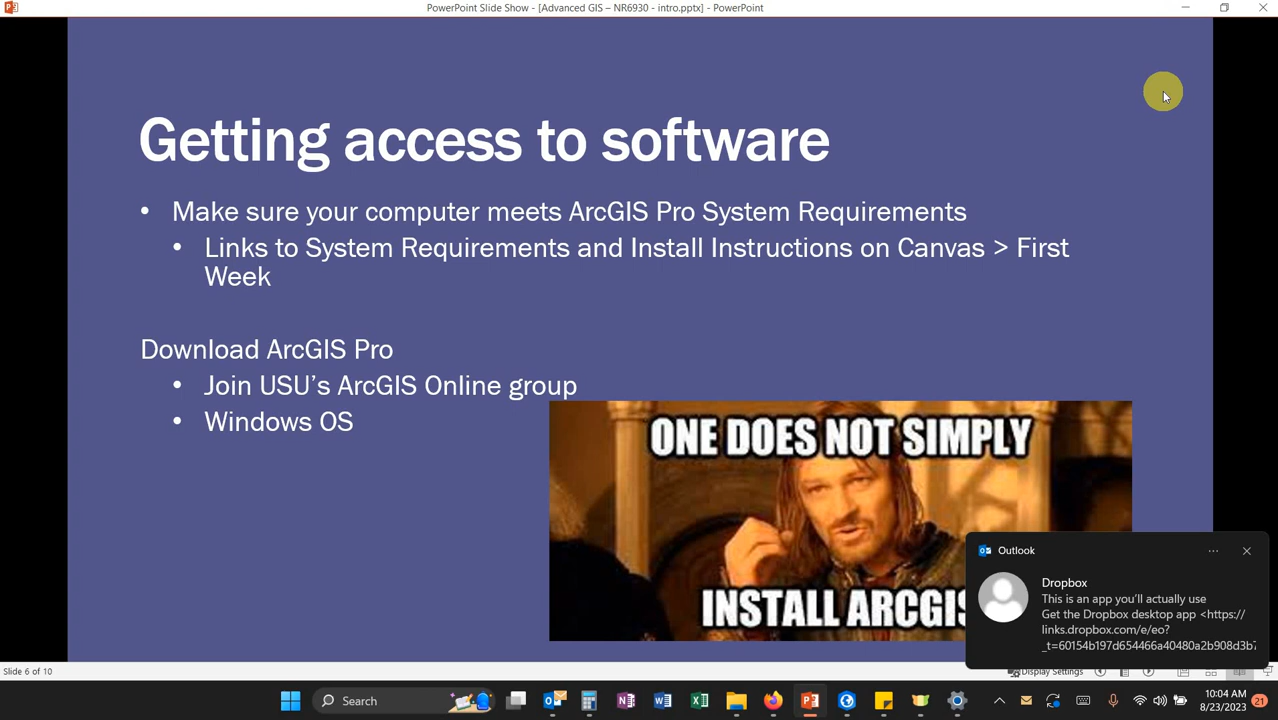 PowerPoint Slide Show - [Advanced GIS – NR6930 - intro.pptx] - PowerPoint
Getting access to software
• Make sure your computer meets ArcGIS Pro System Requirements
• Links to System Requirements and Install Instructions on Canvas > First
Week
Download ArcGIS Pro
• Join USU's ArcGIS Online group
• Windows OS
ONE DOES NOT SIMPLY
INSTALL ARCGIS
Outlook
Dropbox
This is an app you'll actually use
Get the Dropbox desktop app <https://
links.dropbox.com/e/eo?
_t=60154b197d654466a40480a2b908d3b7
Slide 6 of 10
Display Settings
Search
10:04 AM
8/23/2023
21